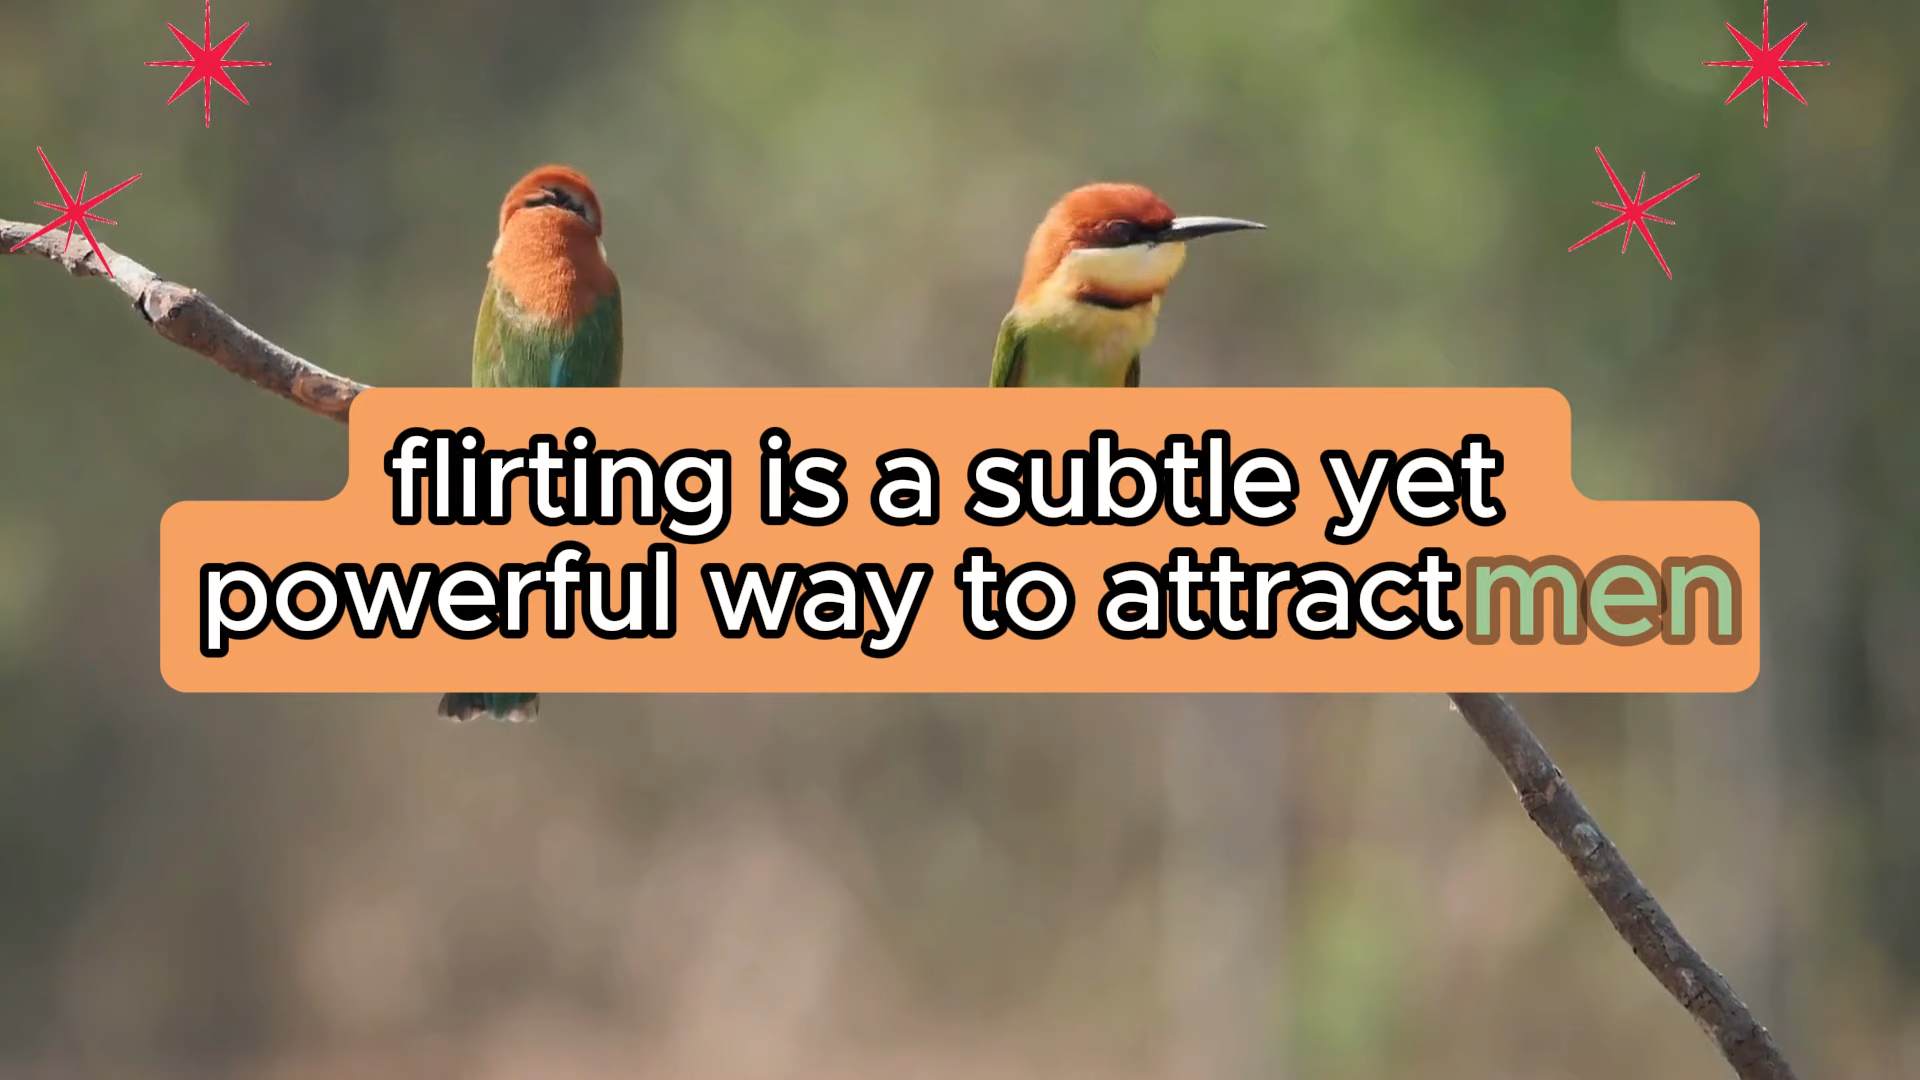 flirting is a subtle yet
powerful way to attract men